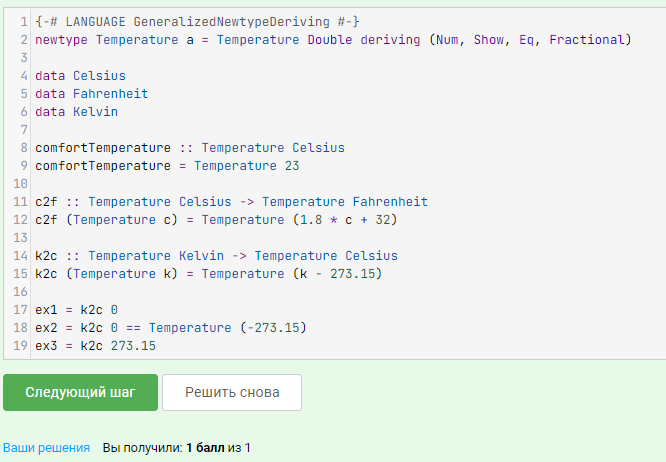 1 {-# LANGUAGE GeneralizedNewtypeDeriving #-}
2 newtype Temperature a = Temperature Double deriving (Num, Show, Eq, Fractional)
3
4 data Celsius
5 data Fahrenheit
6 data Kelvin
7
8 comfortTemperature :: Temperature Celsius
9 comfortTemperature = Temperature 23
10
11 c2f :: Temperature Celsius -> Temperature Fahrenheit
12 c2f (Temperature c) = Temperature (1.8 * c + 32)
13
14 k2c :: Temperature Kelvin -> Temperature Celsius
15 k2c (Temperature k) = Temperature (k - 273.15)
16
17 ex1 = k2c 0
18 ex2 = k2c 0 == Temperature (-273.15)
19 ex3 = k2c 273.15
Следующий шаг Решить снова
Ваши решения Вы получили: 1 балл из 1